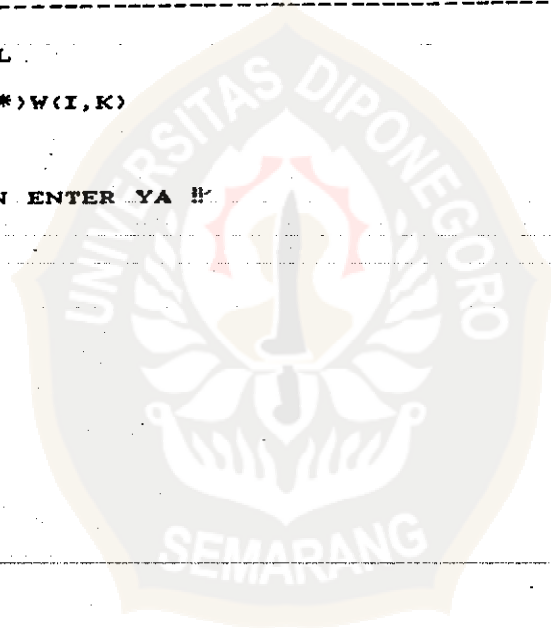 L
*)W(I,K)
N ENTER YA !!'
UNIVERSITAS DIPONEGORO
SEMARANG